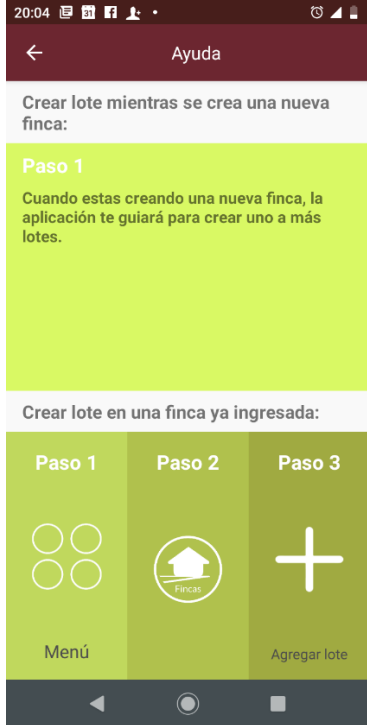 20:04
31
Ayuda
Crear lote mientras se crea una nueva
finca:
Paso 1
Cuando estas creando una nueva finca, la
aplicación te guiará para crear uno a más
lotes.
Crear lote en una finca ya ingresada:
Paso 1
Paso 2
Paso 3
Fincas
Menú
Agregar lote